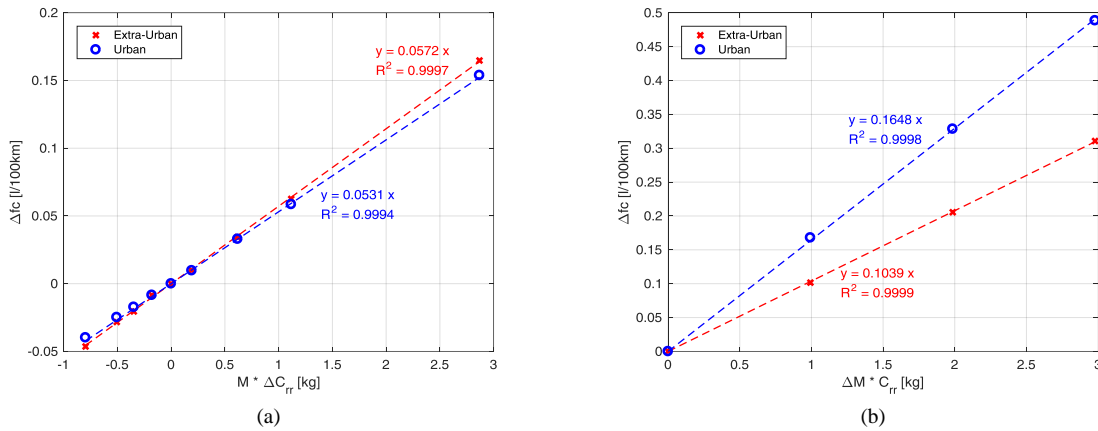 0.2
0.15
0.1
0.05
0
-0.05
-1
-0.5
0
0.5
1
1.5
2
2.5
3
Δfc [l/100km]
M * ΔC_rr [kg]
Extra-Urban
Urban
y = 0.0572 x
R² = 0.9997
y = 0.0531 x
R² = 0.9994
(a)
0.5
0.45
0.4
0.35
0.3
0.25
0.2
0.15
0.1
0.05
0
0
0.5
1
1.5
2
2.5
3
Δfc [l/100km]
ΔM * C_rr [kg]
Extra-Urban
Urban
y = 0.1648 x
R² = 0.9998
y = 0.1039 x
R² = 0.9999
(b)